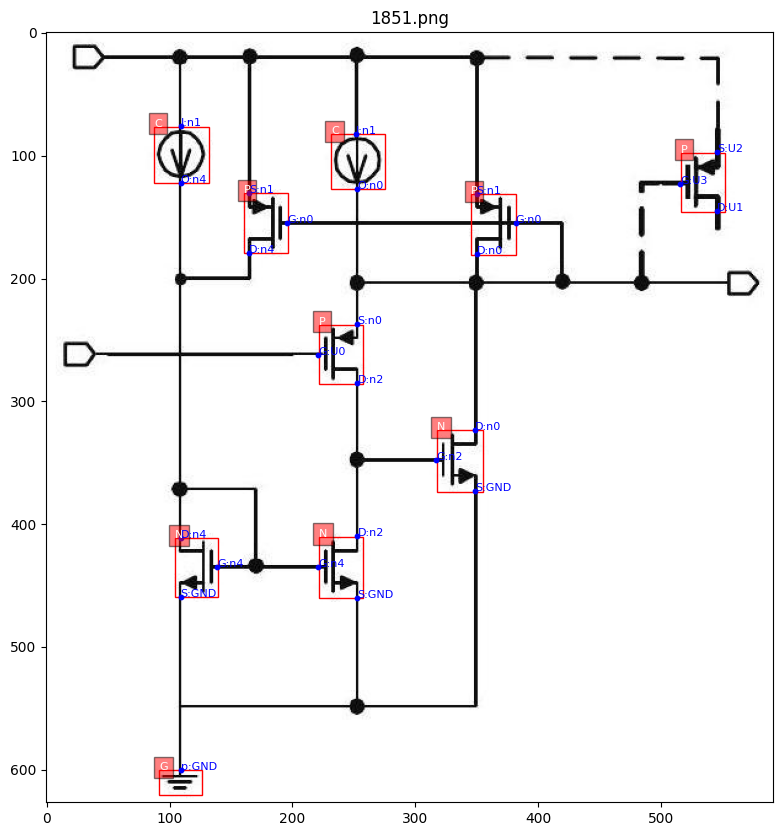 1851.png
0
C I:n1
C I:n1
100
P S:U2
O:n4 O:n0
G:U3
P S:n1 P S:n1
D:U1
G:n0 G:n0
D:n4 D:n0
200
P S:n0
G:U0
D:n2
300
N D:n0
G:n2
S:GND
400
N D:n4 N D:n2
G:n4 G:n4
S:GND S:GND
500
600
G p:GND
0 100 200 300 400 500